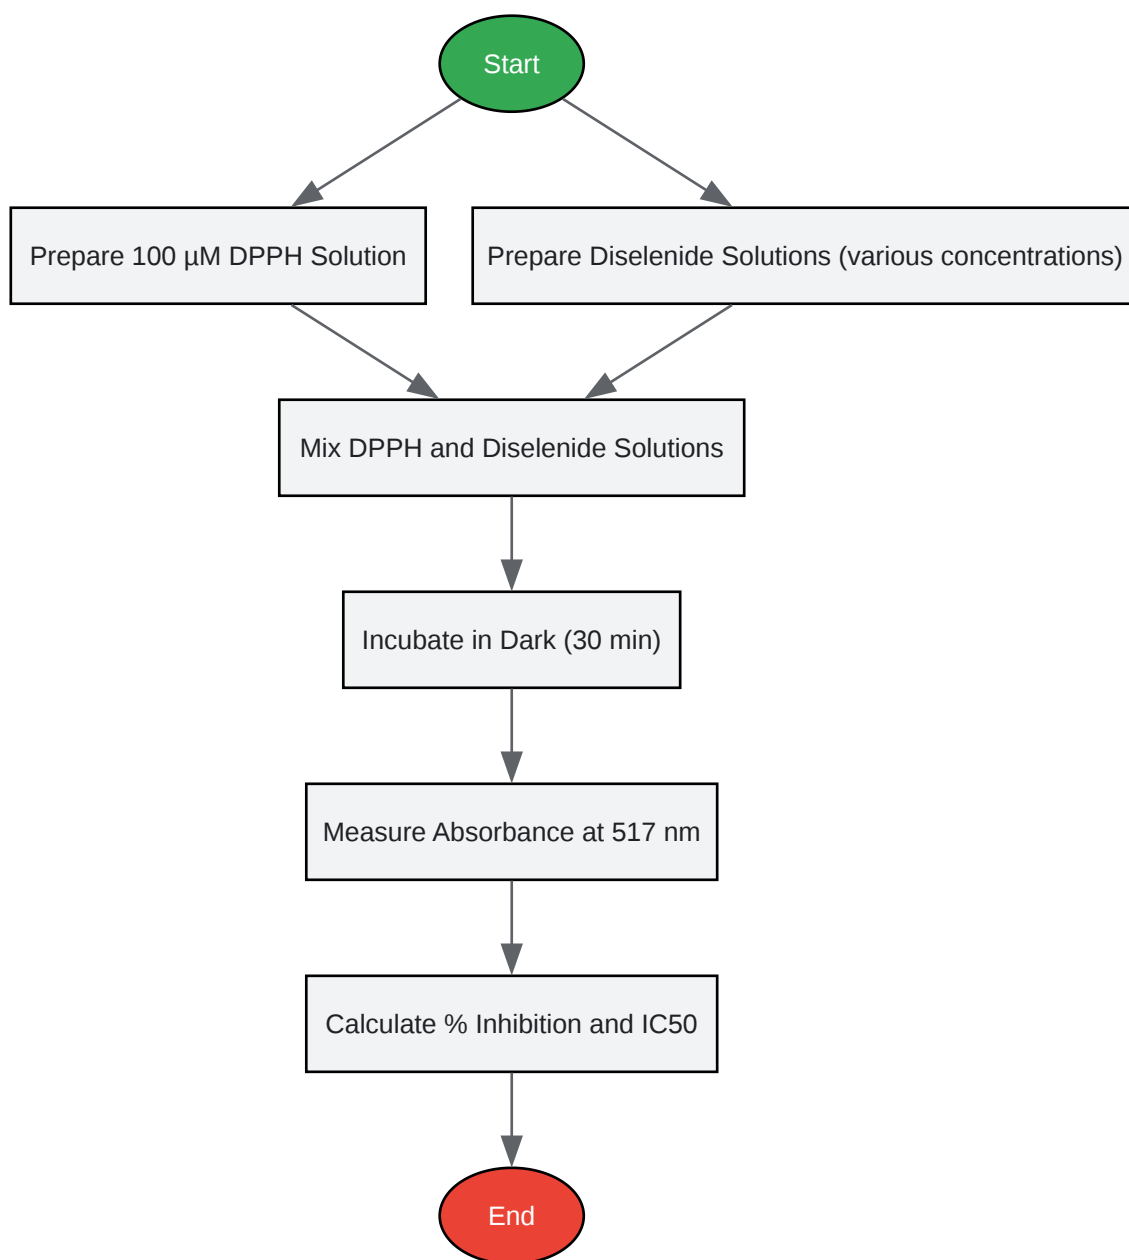 Start
Prepare 100 µM DPPH Solution
Prepare Diselenide Solutions (various concentrations)
Mix DPPH and Diselenide Solutions
Incubate in Dark (30 min)
Measure Absorbance at 517 nm
Calculate % Inhibition and IC50
End